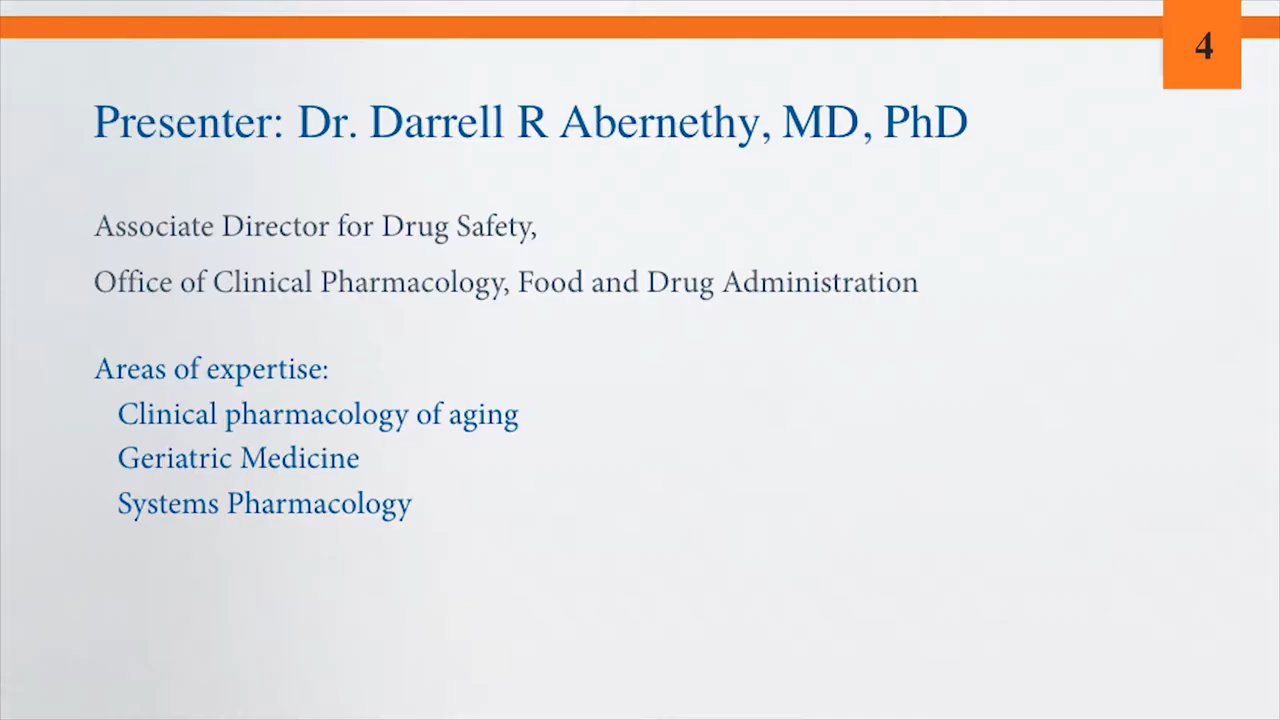 4
Presenter: Dr. Darrell R Abernethy, MD, PhD
Associate Director for Drug Safety,
Office of Clinical Pharmacology, Food and Drug Administration
Areas of expertise:
Clinical pharmacology of aging
Geriatric Medicine
Systems Pharmacology